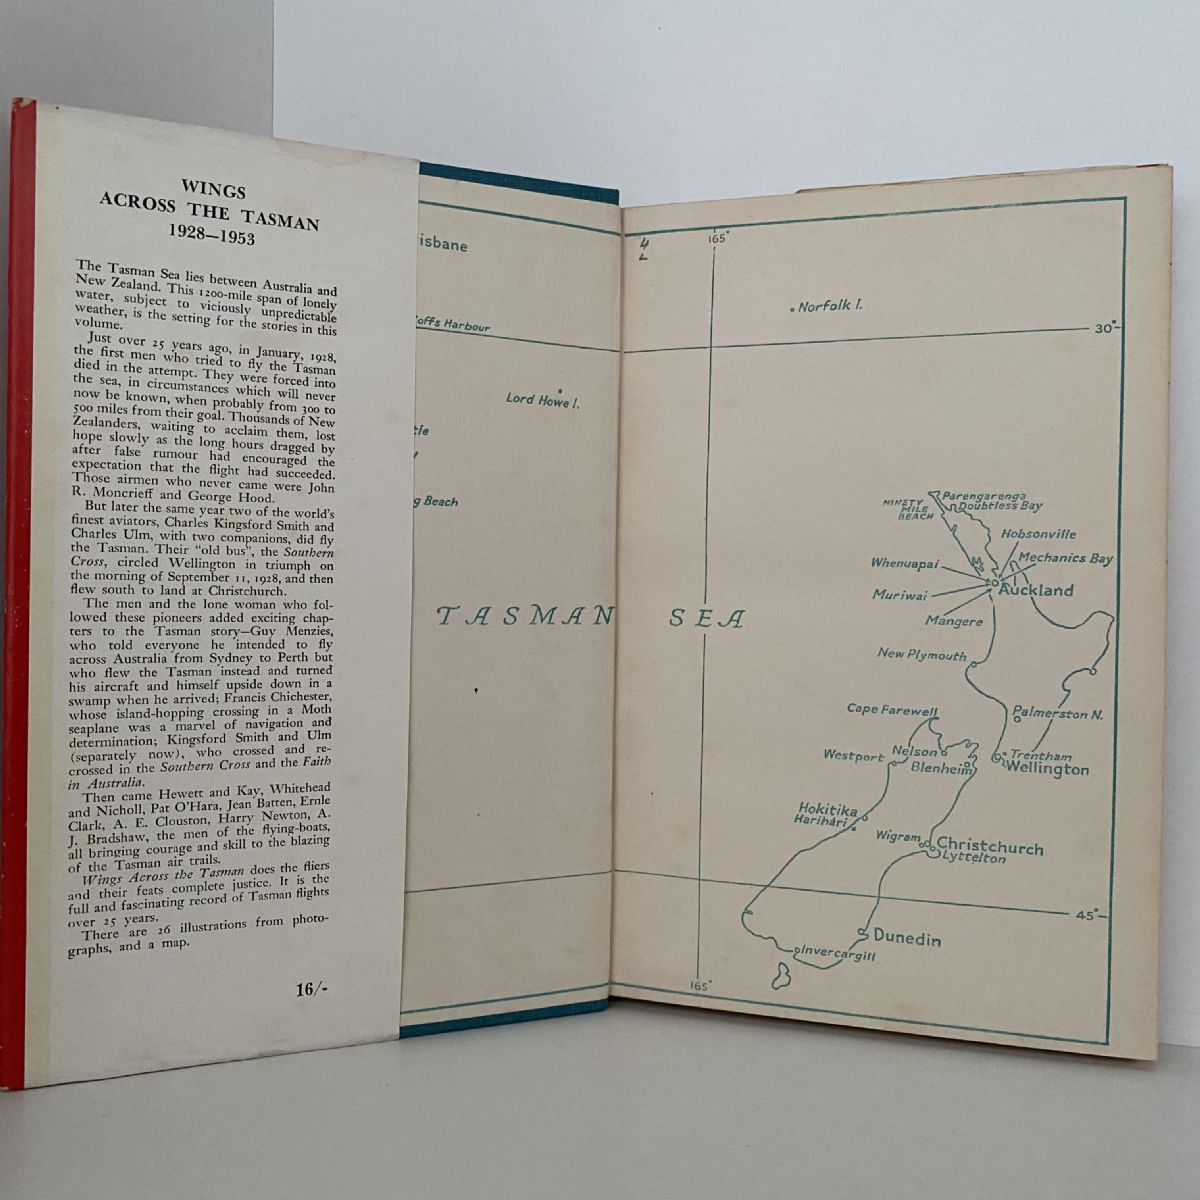 WINGS
ACROSS THE TASMAN
1928—1953
The Tasman Sea lies between Australia and
New Zealand. This 1200-mile span of lonely
water, subject to viciously unpredictable
weather, is the setting for the stories in this
volume.
Just over 25 years ago, in January, 1928,
the first men who tried to fly the Tasman
died in the attempt. They were forced into
the sea, in circumstances which will never
now be known, when probably from 300 to
500 miles from their goal. Thousands of New
Zealanders, waiting to acclaim them, lost
hope slowly as the long hours dragged by
after false rumour had encouraged the
expectation that the flight had succeeded.
Those airmen who never came were John
R. Moncrieff and George Hood.
But later the same year two of the world's
finest aviators, Charles Kingsford Smith and
Charles Ulm, with two companions, did fly
the Tasman. Their "old bus", the Southern
Cross, circled Wellington in triumph on
the morning of September 11, 1928, and then
flew south to land at Christchurch.
The men and the lone woman who fol-
lowed these pioneers added exciting chap-
ters to the Tasman story—Guy Menzies,
who told everyone he intended to fly
across Australia from Sydney to Perth but
who flew the Tasman instead and turned
his aircraft and himself upside down in a
swamp when he arrived; Francis Chichester,
whose island-hopping crossing in a Moth
seaplane was a marvel of navigation and
determination; Kingsford Smith and Ulm
(separately now), who crossed and re-
crossed in the Southern Cross and the Faith
in Australia.
Then came Hewett and Kay, Whitehead
and Nicholl, Pat O'Hara, Jean Batten, Ernle
Clark, A. E. Clouston, Harry Newton, A.
J. Bradshaw, the men of the flying-boats,
all bringing courage and skill to the blazing
of the Tasman air trails.
Wings Across the Tasman does the fliers
and their feats complete justice. It is the
full and fascinating record of Tasman flights
over 25 years.
There are 26 illustrations from photo-
graphs, and a map.
16/-
isbane
offs Harbour
Lord Howe I.
tle
g Beach
TASMAN SEA
165°
Norfolk I.
30°
Parengarenga
Doubtless Bay
NINETY
MILE
BEACH
Hobsonville
Mechanics Bay
Whenuapai
Auckland
Muriwai
Mangere
New Plymouth
Cape Farewell
Palmerston N.
Westport
Nelson
Trentham
Blenheim
Wellington
Hokitika
Harihari
Wigram
Christchurch
Lyttelton
45°
Dunedin
Invercargill
165°